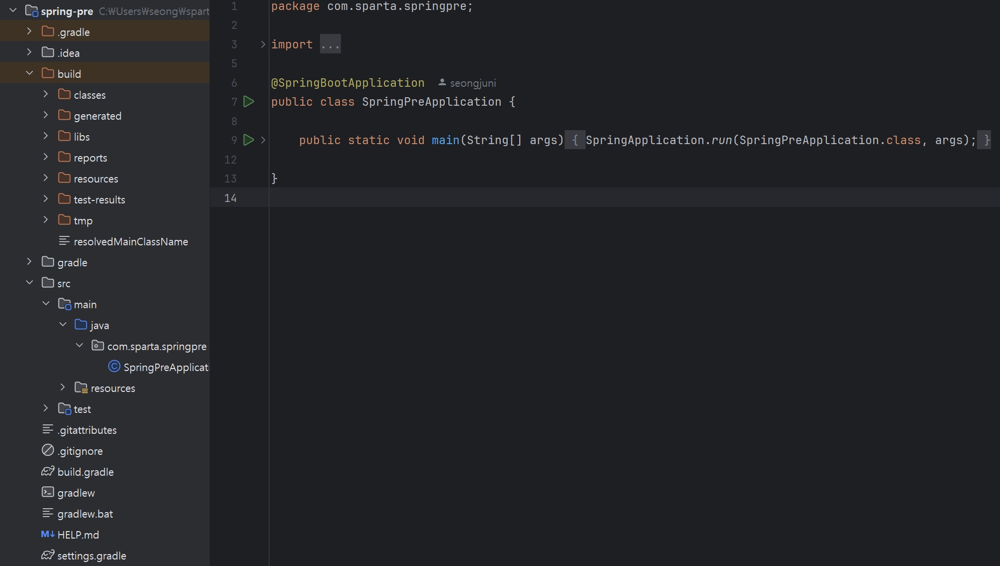 spring-pre C:₩Users₩seong₩spart
.gradle
.idea
build
classes
generated
libs
reports
resources
test-results
tmp
resolvedMainClassName
gradle
src
main
java
com.sparta.springpre
SpringPreApplicati
resources
test
.gitattributes
.gitignore
build.gradle
gradlew
gradlew.bat
M↓ HELP.md
settings.gradle
1 package com.sparta.springpre;
2
3 import ...
5
6 @SpringBootApplication seongjuni
7 public class SpringPreApplication {
8
9 public static void main(String[] args) { SpringApplication.run(SpringPreApplication.class, args); }
12
13 }
14